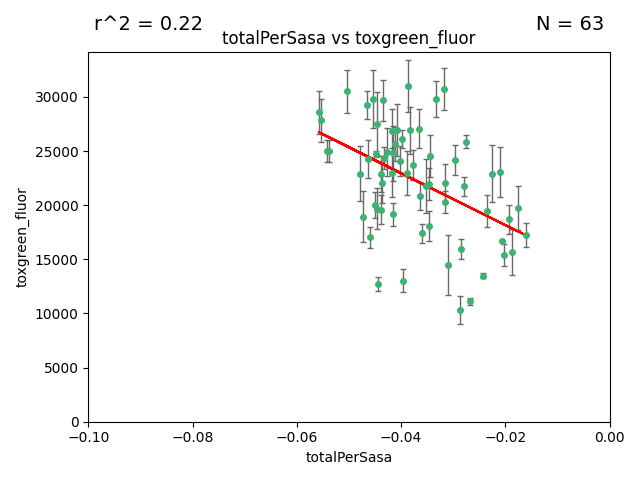 r^2 = 0.22
N = 63
totalPerSasa vs toxgreen_fluor
toxgreen_fluor
30000
25000
20000
15000
10000
5000
0
−0.10
−0.08
−0.06
−0.04
−0.02
0.00
totalPerSasa